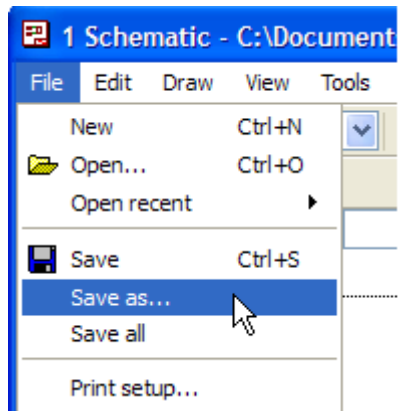 1 Schematic - C:\Document
File Edit Draw View Tools
New Ctrl+N
Open... Ctrl+O
Open recent
Save Ctrl+S
Save as...
Save all
Print setup...